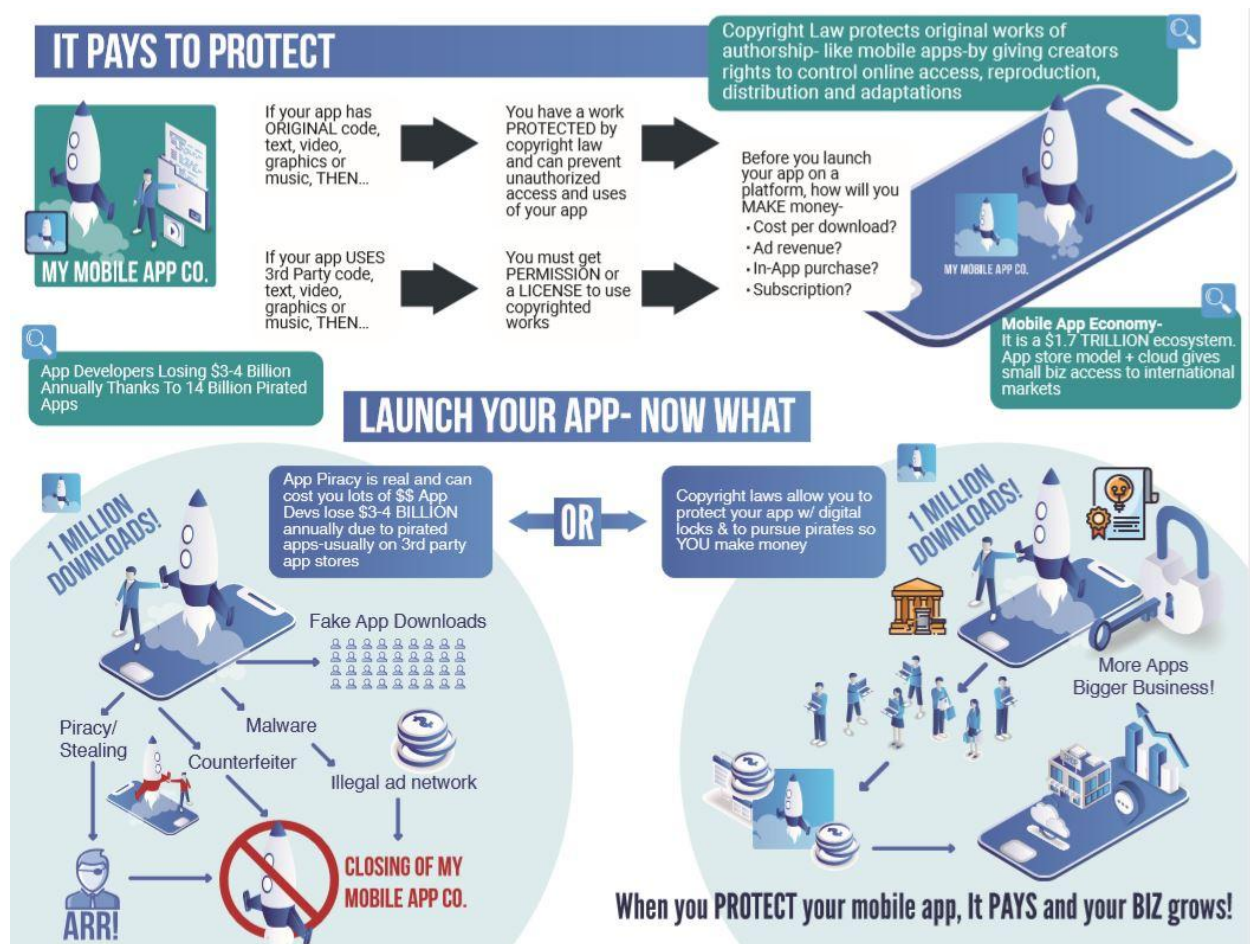 IT PAYS TO PROTECT
Copyright Law protects original works of
authorship- like mobile apps-by giving creators
rights to control online access, reproduction,
distribution and adaptations
MY MOBILE APP CO.
If your app has
ORIGINAL code,
text, video,
graphics or
music, THEN...
You have a work
PROTECTED by
copyright law
and can prevent
unauthorized
access and uses
of your app
If your app USES
3rd Party code,
text, video,
graphics or
music, THEN...
You must get
PERMISSION or
a LICENSE to use
copyrighted
works
Before you launch
your app on a
platform, how will you
MAKE money-
· Cost per download?
· Ad revenue?
· In-App purchase?
· Subscription?
MY MOBILE APP CO.
Mobile App Economy-
It is a $1.7 TRILLION ecosystem.
App store model + cloud gives
small biz access to international
markets
App Developers Losing $3-4 Billion
Annually Thanks To 14 Billion Pirated
Apps
LAUNCH YOUR APP- NOW WHAT
1 MILLION
DOWNLOADS!
App Piracy is real and can
cost you lots of $$ App
Devs lose $3-4 BILLION
annually due to pirated
apps-usually on 3rd party
app stores
OR
Copyright laws allow you to
protect your app w/ digital
locks & to pursue pirates so
YOU make money
1 MILLION
DOWNLOADS!
Fake App Downloads
Piracy/
Stealing
Malware
Counterfeiter
Illegal ad network
ARR!
CLOSING OF MY
MOBILE APP CO.
More Apps
Bigger Business!
When you PROTECT your mobile app, It PAYS and your BIZ grows!